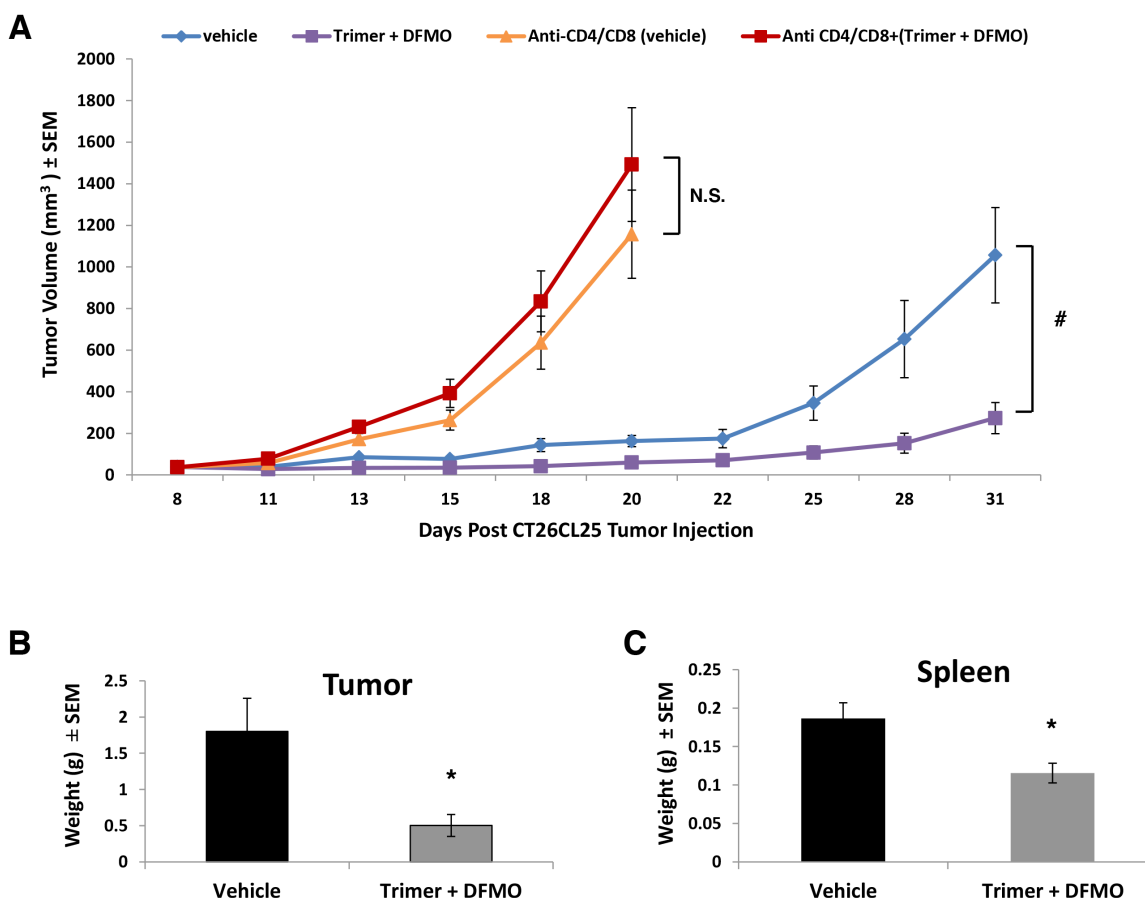 A
vehicle
Trimer + DFMO
Anti-CD4/CD8 (vehicle)
Anti CD4/CD8+(Trimer + DFMO)
Tumor Volume (mm³ ) ± SEM
2000
1800
1600
1400
1200
1000
800
600
400
200
0
N.S.
#
8 11 13 15 18 20 22 25 28 31
Days Post CT26CL25 Tumor Injection
B
Tumor
Weight (g) ± SEM
2.5
2
1.5
1
0.5
0
*
Vehicle Trimer + DFMO
C
Spleen
Weight (g) ± SEM
0.25
0.2
0.15
0.1
0.05
0
*
Vehicle Trimer + DFMO